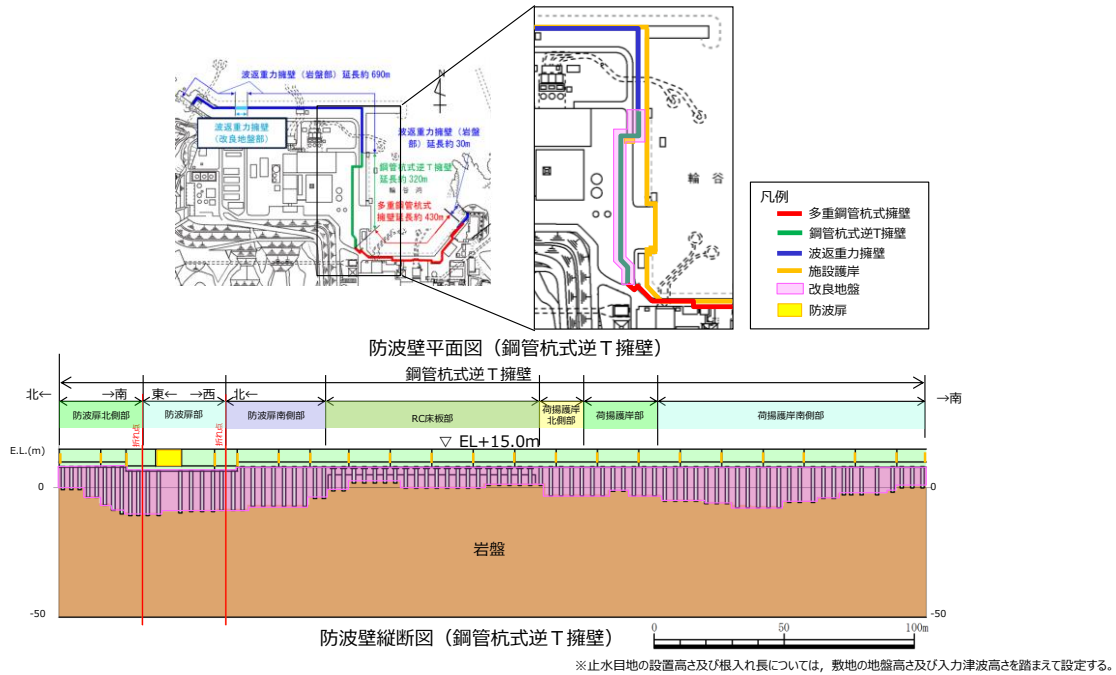 波返重力擁壁（岩盤部）延長約690m
波返重力擁壁
（改良地盤部）
N
波返重力擁壁（岩盤
部）延長約30m
鋼管杭式逆T擁壁
延長約320m
輪谷湾
多重鋼管杭式
擁壁延長約430m
輪谷
凡例
多重鋼管杭式擁壁
鋼管杭式逆T擁壁
波返重力擁壁
施設護岸
改良地盤
防波扉
防波壁平面図（鋼管杭式逆Ｔ擁壁）
鋼管杭式逆Ｔ擁壁
北← →南 東← →西 北← →南
防波扉北側部 防波扉部 防波扉南側部 RC床板部 荷揚護岸北側部 荷揚護岸部 荷揚護岸南側部
折れ点 折れ点
▽ EL+15.0m
E.L.(m)
0 0
岩盤
-50 -50
防波壁縦断図（鋼管杭式逆Ｔ擁壁）
0 50 100m
※止水目地の設置高さ及び根入れ長については，敷地の地盤高さ及び入力津波高さを踏まえて設定する。